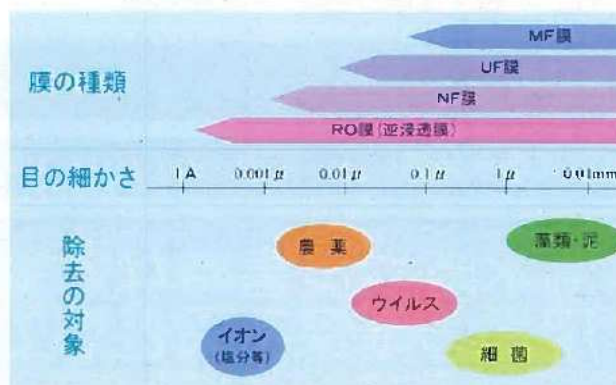 膜の種類
MF膜
UF膜
NF膜
RO膜(逆浸透膜)
目の細かさ
1A 0.001μ 0.01μ 0.1μ 1μ 0.01mm
除去の対象
農薬
藻類・泥
ウイルス
イオン
(塩分等)
細菌